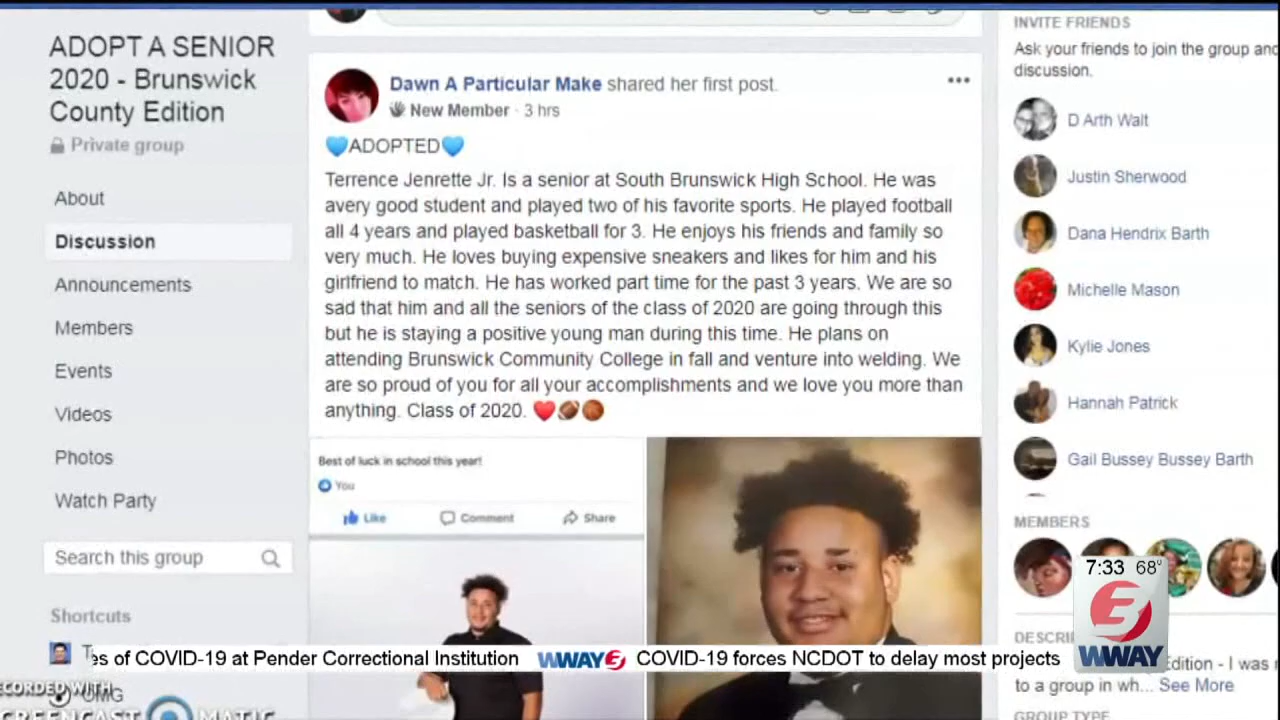 ADOPT A SENIOR
2020 - Brunswick
County Edition
Private group
About
Discussion
Announcements
Members
Events
Videos
Photos
Watch Party
Search this group
Shortcuts
Dawn A Particular Make shared her first post.
New Member · 3 hrs
💙ADOPTED💙
Terrence Jenrette Jr. Is a senior at South Brunswick High School. He was
avery good student and played two of his favorite sports. He played football
all 4 years and played basketball for 3. He enjoys his friends and family so
very much. He loves buying expensive sneakers and likes for him and his
girlfriend to match. He has worked part time for the past 3 years. We are so
sad that him and all the seniors of the class of 2020 are going through this
but he is staying a positive young man during this time. He plans on
attending Brunswick Community College in fall and venture into welding. We
are so proud of you for all your accomplishments and we love you more than
anything. Class of 2020. ❤️🏈🏀
Best of luck in school this year!
You
Like Comment Share
INVITE FRIENDS
Ask your friends to join the group and
discussion.
D Arth Walt
Justin Sherwood
Dana Hendrix Barth
Michelle Mason
Kylie Jones
Hannah Patrick
Gail Bussey Bussey Barth
MEMBERS
7:33 68°
3
WWAY
Edition - I was
to a group in wh... See More
GROUP TYPE
es of COVID-19 at Pender Correctional Institution WWAY3 COVID-19 forces NCDOT to delay most projects